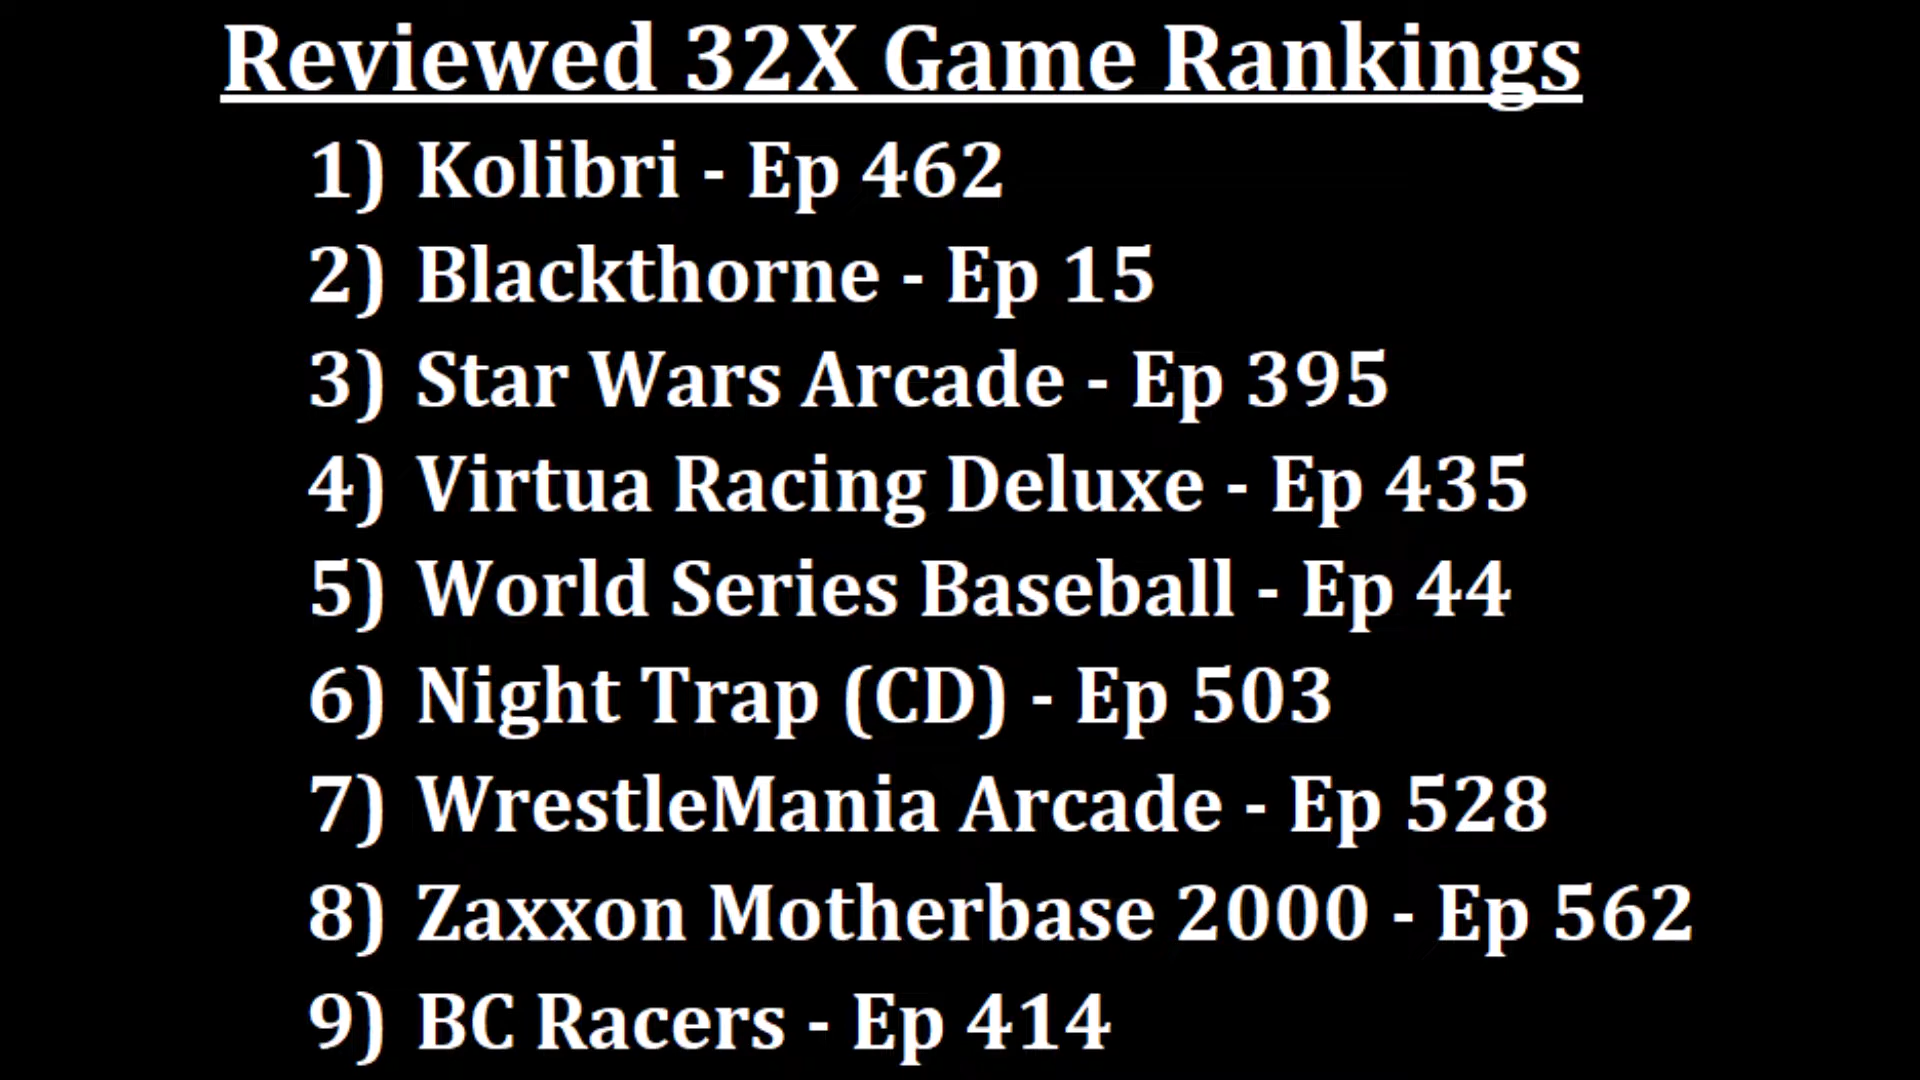 Reviewed 32X Game Rankings
1) Kolibri - Ep 462
2) Blackthorne - Ep 15
3) Star Wars Arcade - Ep 395
4) Virtua Racing Deluxe - Ep 435
5) World Series Baseball - Ep 44
6) Night Trap (CD) - Ep 503
7) WrestleMania Arcade - Ep 528
8) Zaxxon Motherbase 2000 - Ep 562
9) BC Racers - Ep 414